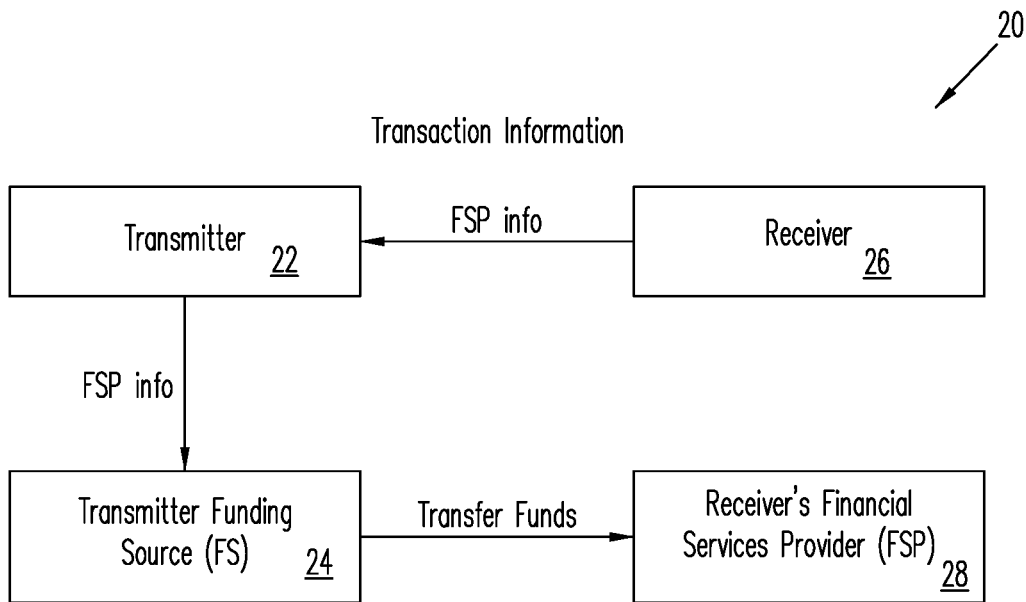 20
Transaction Information
Transmitter
22
FSP info
Receiver
26
FSP info
Transmitter Funding
Source (FS)
24
Transfer Funds
Receiver's Financial
Services Provider (FSP)
28